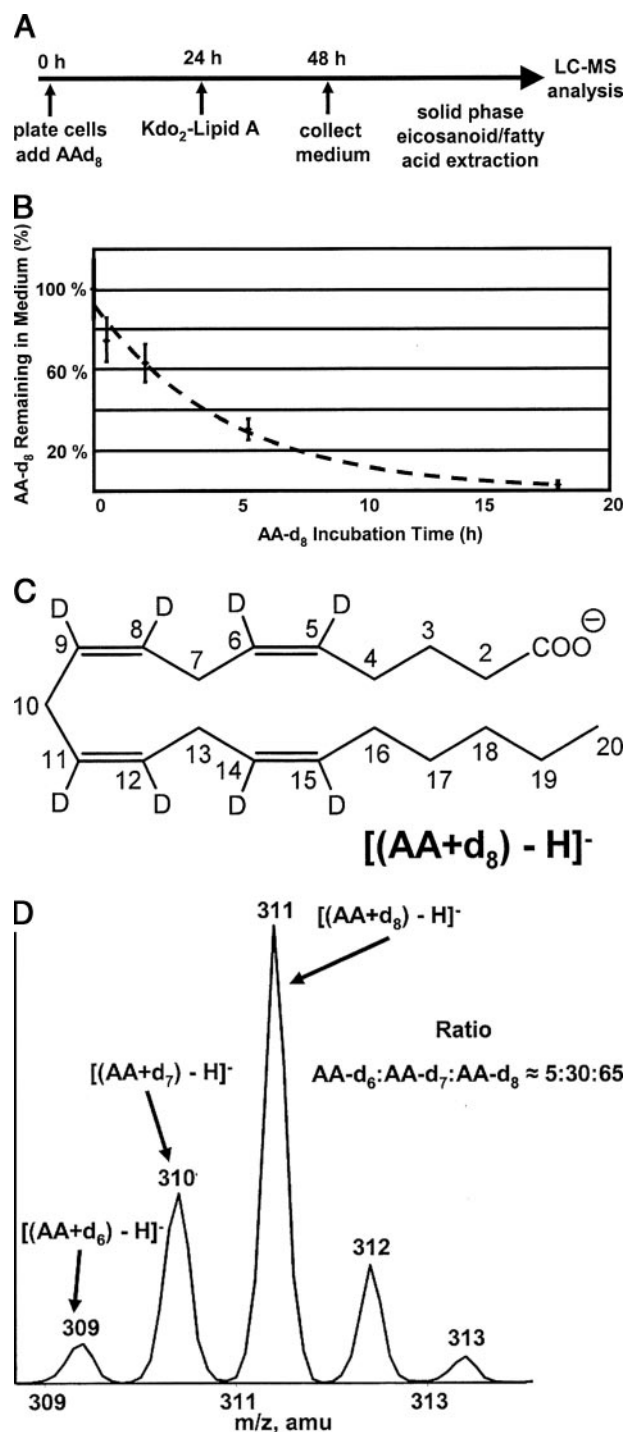 A
0 h 24 h 48 h LC-MS
analysis
plate cells Kdo₂-Lipid A collect solid phase
add AAd₈ medium eicosanoid/fatty
acid extraction
B
AA-d₈ Remaining in Medium (%)
100 %
60 %
20 %
0 5 10 15 20
AA-d₈ Incubation Time (h)
C
D D D D
9 8 6 5 3
7 4 2 COO⊖
10
13 16 18 20
11 12 14 15 17 19
D D D D
[(AA+d₈) - H]⁻
D
311
[(AA+d₈) - H]⁻
Ratio
AA-d₆:AA-d₇:AA-d₈ ≈ 5:30:65
[(AA+d₇) - H]⁻
310
[(AA+d₆) - H]⁻
312
309
313
309 311 313
m/z, amu